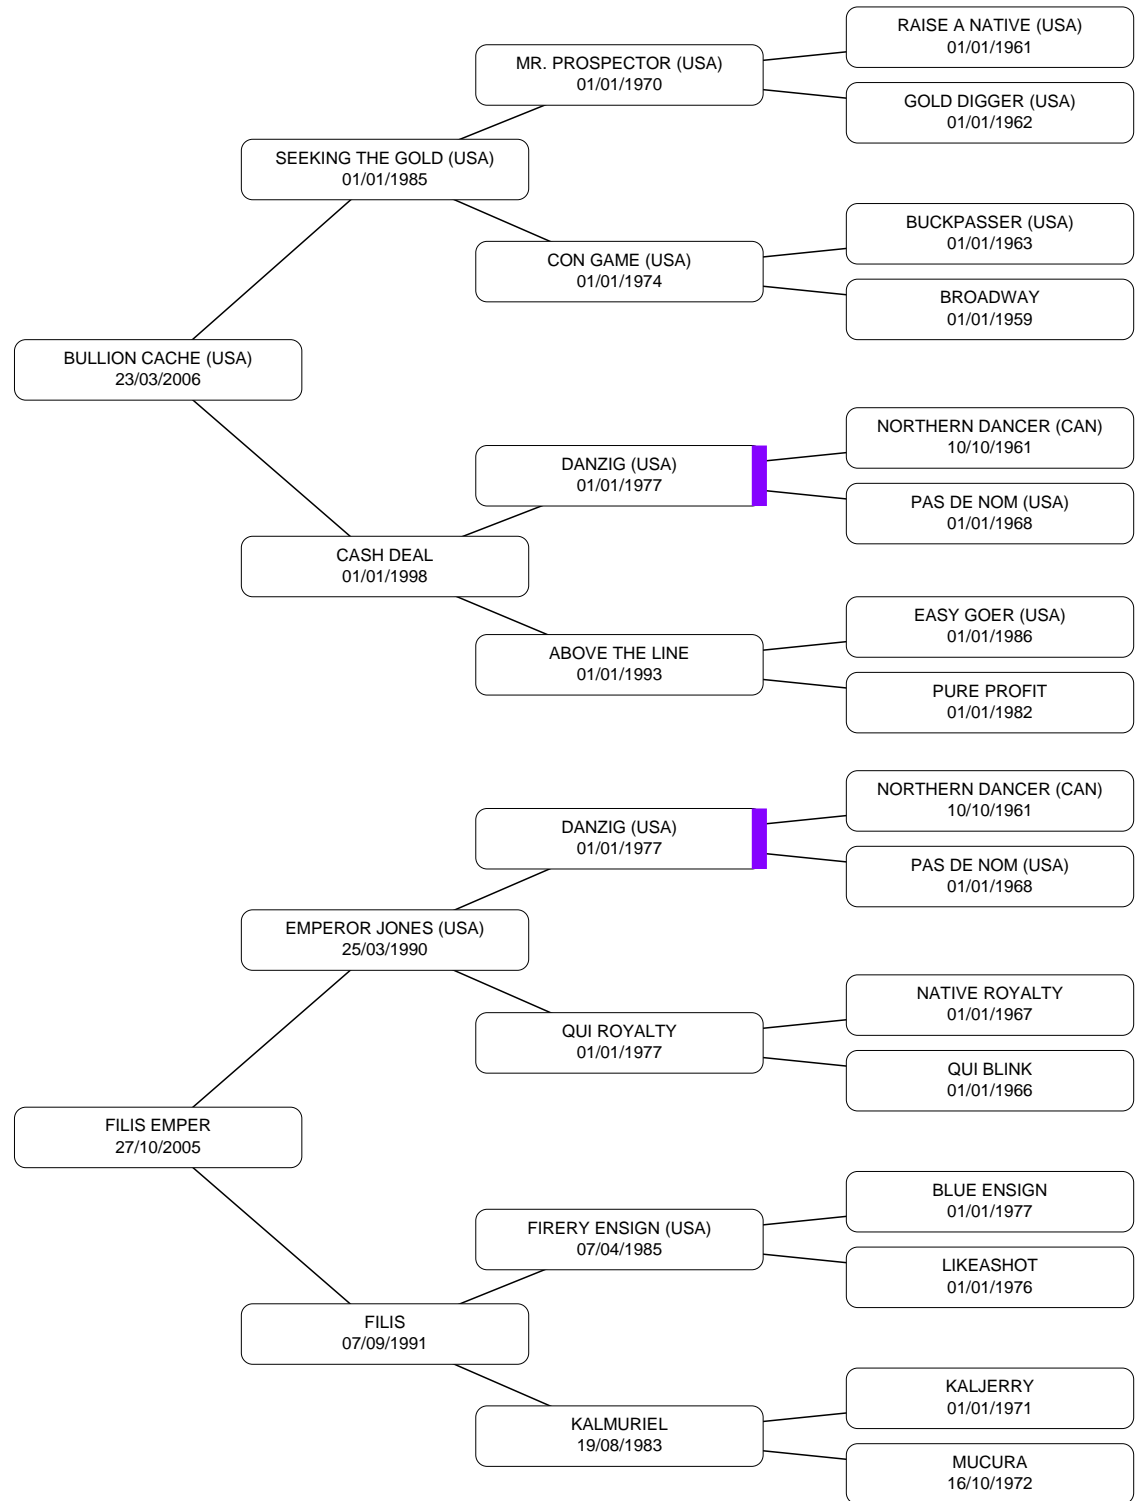 RAISE A NATIVE (USA)
01/01/1961
MR. PROSPECTOR (USA)
01/01/1970
GOLD DIGGER (USA)
01/01/1962
SEEKING THE GOLD (USA)
01/01/1985
BUCKPASSER (USA)
01/01/1963
CON GAME (USA)
01/01/1974
BROADWAY
01/01/1959
BULLION CACHE (USA)
23/03/2006
NORTHERN DANCER (CAN)
10/10/1961
DANZIG (USA)
01/01/1977
PAS DE NOM (USA)
01/01/1968
CASH DEAL
01/01/1998
EASY GOER (USA)
01/01/1986
ABOVE THE LINE
01/01/1993
PURE PROFIT
01/01/1982
NORTHERN DANCER (CAN)
10/10/1961
DANZIG (USA)
01/01/1977
PAS DE NOM (USA)
01/01/1968
EMPEROR JONES (USA)
25/03/1990
NATIVE ROYALTY
01/01/1967
QUI ROYALTY
01/01/1977
QUI BLINK
01/01/1966
FILIS EMPER
27/10/2005
BLUE ENSIGN
01/01/1977
FIRERY ENSIGN (USA)
07/04/1985
LIKEASHOT
01/01/1976
FILIS
07/09/1991
KALJERRY
01/01/1971
KALMURIEL
19/08/1983
MUCURA
16/10/1972